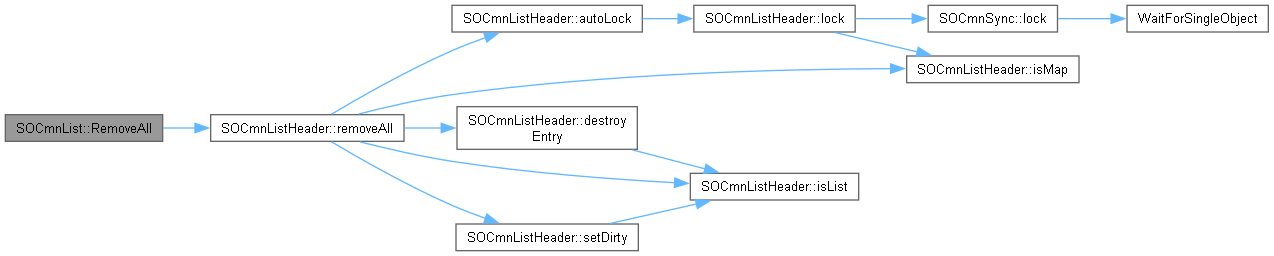 SOCmnList::RemoveAll
SOCmnListHeader::removeAll
SOCmnListHeader::autoLock
SOCmnListHeader::lock
SOCmnSync::lock
WaitForSingleObject
SOCmnListHeader::isMap
SOCmnListHeader::destroy
Entry
SOCmnListHeader::isList
SOCmnListHeader::setDirty